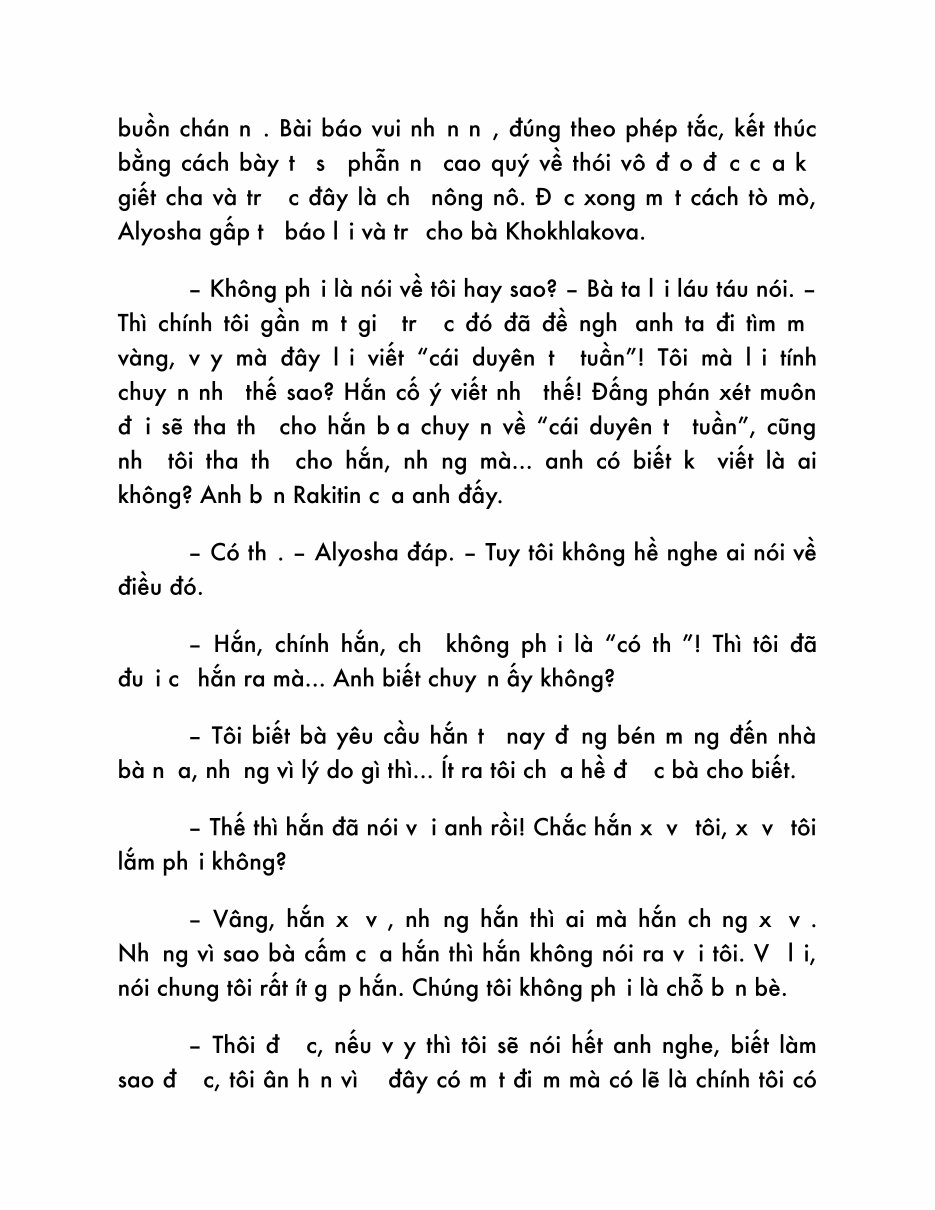 buồn chán n . Bài báo vui nh n n , đúng theo phép tắc, kết thúc
bằng cách bày t s phẫn n cao quý về thói vô đ o đ c c a k
giết cha và tr c đây là ch nông nô. Đ c xong m t cách tò mò,
Alyosha gấp t báo l i và tr cho bà Khokhlakova.
– Không ph i là nói về tôi hay sao? – Bà ta l i láu táu nói. –
Thì chính tôi gần m t gi tr c đó đã đề ngh anh ta đi tìm m
vàng, v y mà đây l i viết “cái duyên t tuần”! Tôi mà l i tính
chuy n nh thế sao? Hắn cố ý viết nh thế! Đấng phán xét muôn
đ i sẽ tha th cho hắn b a chuy n về “cái duyên t tuần”, cũng
nh tôi tha th cho hắn, nh ng mà... anh có biết k viết là ai
không? Anh b n Rakitin c a anh đấy.
– Có th . – Alyosha đáp. – Tuy tôi không hề nghe ai nói về
điều đó.
– Hắn, chính hắn, ch không ph i là “có th ”! Thì tôi đã
đu i c hắn ra mà... Anh biết chuy n ấy không?
– Tôi biết bà yêu cầu hắn t nay đ ng bén m ng đến nhà
bà n a, nh ng vì lý do gì thì... Ít ra tôi ch a hề đ c bà cho biết.
– Thế thì hắn đã nói v i anh rồi! Chắc hắn x v tôi, x v tôi
lắm ph i không?
– Vâng, hắn x v , nh ng hắn thì ai mà hắn ch ng x v .
Nh ng vì sao bà cấm c a hắn thì hắn không nói ra v i tôi. V l i,
nói chung tôi rất ít g p hắn. Chúng tôi không ph i là chỗ b n bè.
– Thôi đ c, nếu v y thì tôi sẽ nói hết anh nghe, biết làm
sao đ c, tôi ân h n vì đây có m t đi m mà có lẽ là chính tôi có